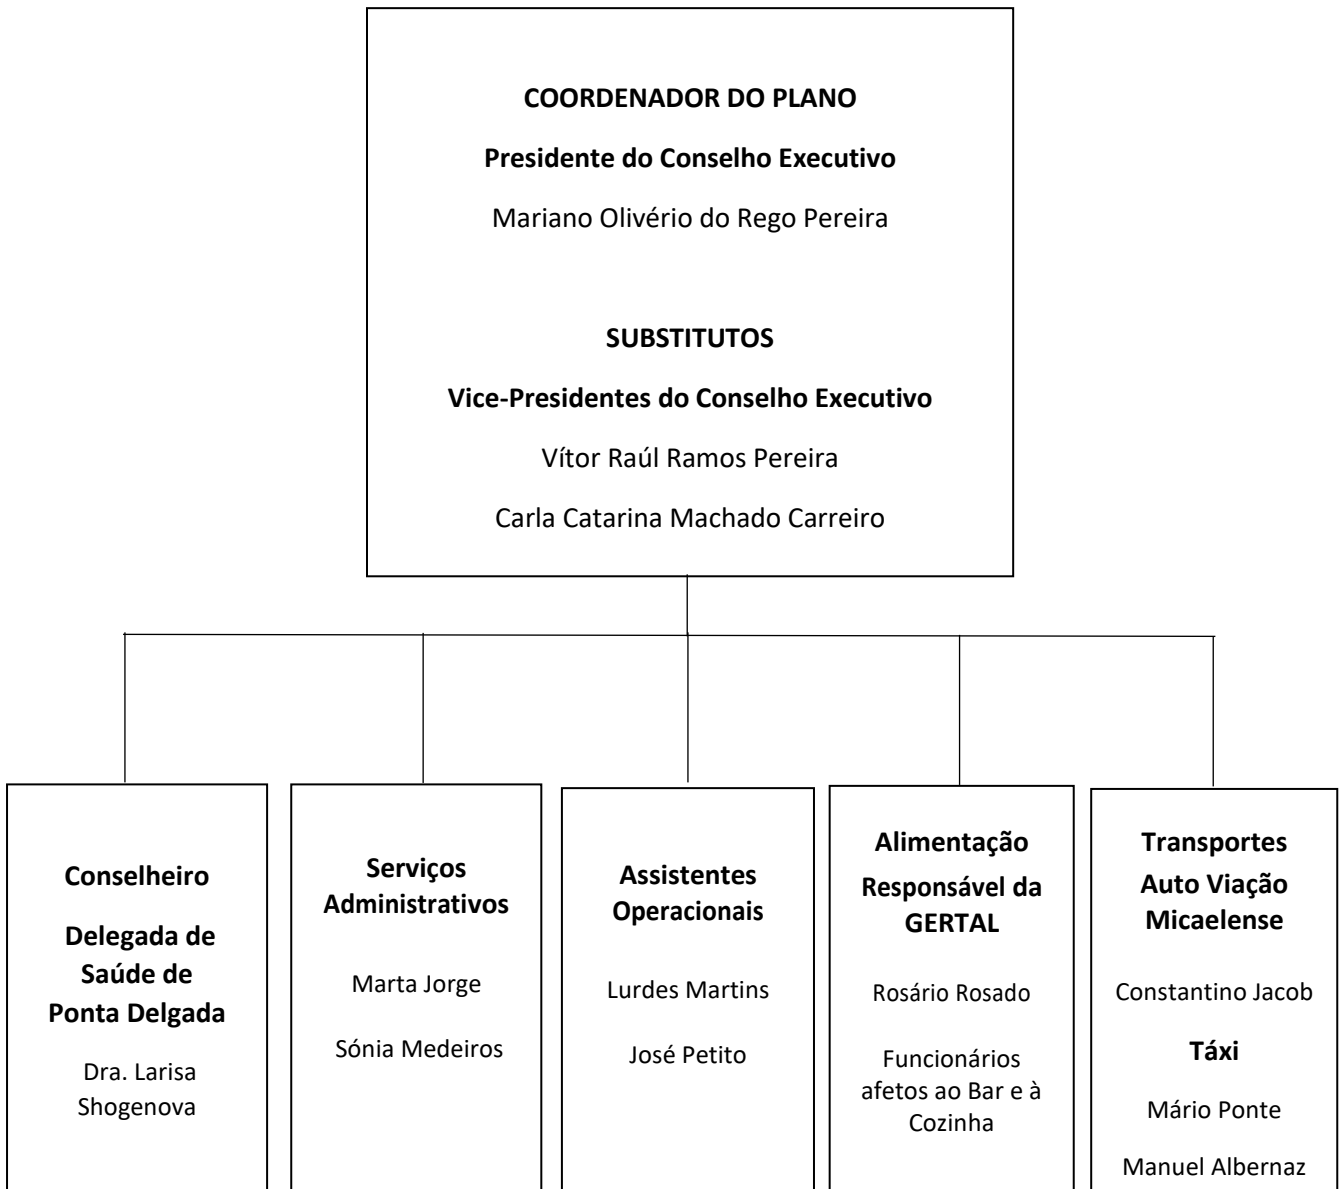 COORDENADOR DO PLANO
Presidente do Conselho Executivo
Mariano Olivério do Rego Pereira
SUBSTITUTOS
Vice-Presidentes do Conselho Executivo
Vítor Raúl Ramos Pereira
Carla Catarina Machado Carreiro
Conselheiro
Delegada de
Saúde de
Ponta Delgada
Dra. Larisa
Shogenova
Serviços
Administrativos
Marta Jorge
Sónia Medeiros
Assistentes
Operacionais
Lurdes Martins
José Petito
Alimentação
Responsável da
GERTAL
Rosário Rosado
Funcionários
afetos ao Bar e à
Cozinha
Transportes
Auto Viação
Micaelense
Constantino Jacob
Táxi
Mário Ponte
Manuel Albernaz